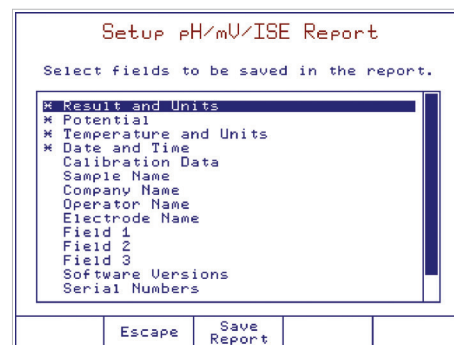 Setup pH/mV/ISE Report
Select fields to be saved in the report.
* Result and Units
* Potential
* Temperature and Units
* Date and Time
Calibration Data
Sample Name
Company Name
Operator Name
Electrode Name
Field 1
Field 2
Field 3
Software Versions
Serial Numbers
Escape
Save
Report